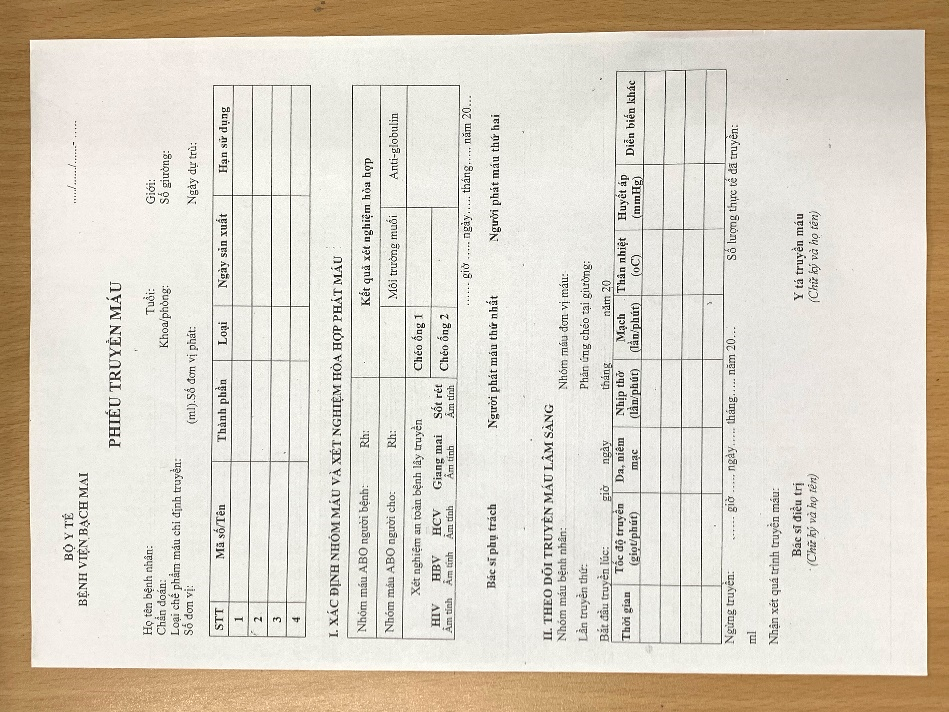 BỘ Y TẾ
BỆNH VIỆN BẠCH MAI
..../....../......-......
PHIẾU TRUYỀN MÁU
Họ tên bệnh nhân: Tuổi: Giới:
Chẩn đoán: Khoa/phòng: Số giường:
Loại chế phẩm máu chỉ định truyền:
Số đơn vị: (ml).Số đơn vị phát: Ngày dự trù:
STT Mã số/Tên Thành phần Loại Ngày sản xuất Hạn sử dụng
1
2
3
4
I. XÁC ĐỊNH NHÓM MÁU VÀ XÉT NGHIỆM HÒA HỢP PHÁT MÁU
Nhóm máu ABO người bệnh: Rh: Kết quả xét nghiệm hòa hợp
Nhóm máu ABO người cho: Rh: Môi trường muối Anti-globulin
Xét nghiệm an toàn bệnh lây truyền Chéo ống 1
HIV HBV HCV Giang mai Sốt rét Chéo ống 2
Âm tính Âm tính Âm tính Âm tính Âm tính
...... giờ ..... ngày..... tháng..... năm 20...
Bác sĩ phụ trách Người phát máu thứ nhất Người phát máu thứ hai
II. THEO DÕI TRUYỀN MÁU LÂM SÀNG
Nhóm máu bệnh nhân: Nhóm máu đơn vị máu:
Lần truyền thứ: Phản ứng chéo tại giường:
Bắt đầu truyền lúc: giờ ngày tháng năm 20
Thời gian Tốc độ truyền (giọt/phút) Da, niêm mạc Nhịp thở (lần/phút) Mạch (lần/phút) Thân nhiệt (oC) Huyết áp (mmHg) Diễn biến khác
Ngừng truyền: ....... giờ ..... ngày..... tháng..... năm 20... Số lượng thực tế đã truyền:
ml
Nhận xét quá trình truyền máu:
Bác sĩ điều trị Y tá truyền máu
(Chữ ký và họ tên) (Chữ ký và họ tên)